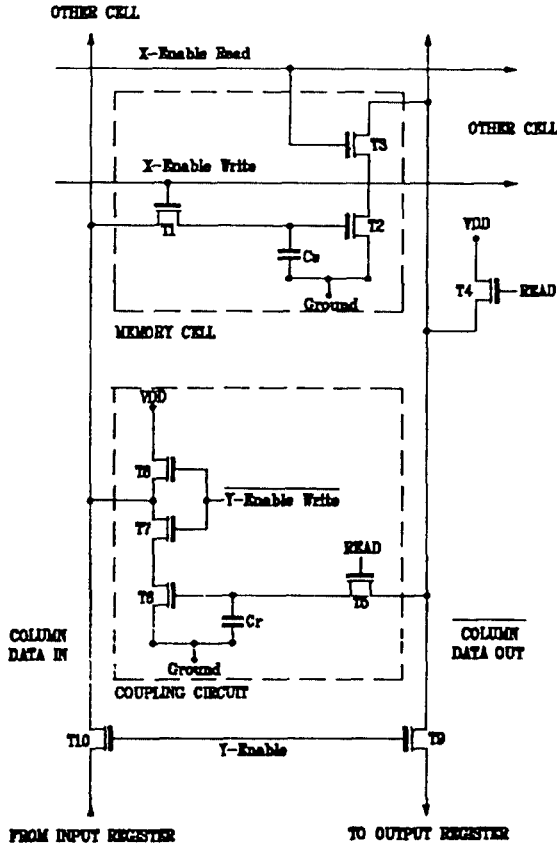 OTHER CELL
X-Enable Read
OTHER CELL
T3
X-Enable Write
T1
T2
VDD
Cs
T4
READ
Ground
MEMORY CELL
VDD
T8
Y-Enable Write
T7
READ
T6
T5
Cr
COLUMN
DATA IN
COLUMN
DATA OUT
Ground
COUPLING CIRCUIT
T10
T9
Y-Enable
FROM INPUT REGISTER
TO OUTPUT REGISTER